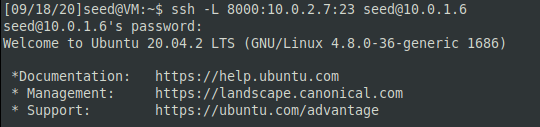 [09/18/20]seed@VM:~$ ssh -L 8000:10.0.2.7:23 seed@10.0.1.6
seed@10.0.1.6's password:
Welcome to Ubuntu 20.04.2 LTS (GNU/Linux 4.8.0-36-generic 1686)
*Documentation: https://help.ubuntu.com
* Management: https://landscape.canonical.com
* Support: https://ubuntu.com/advantage